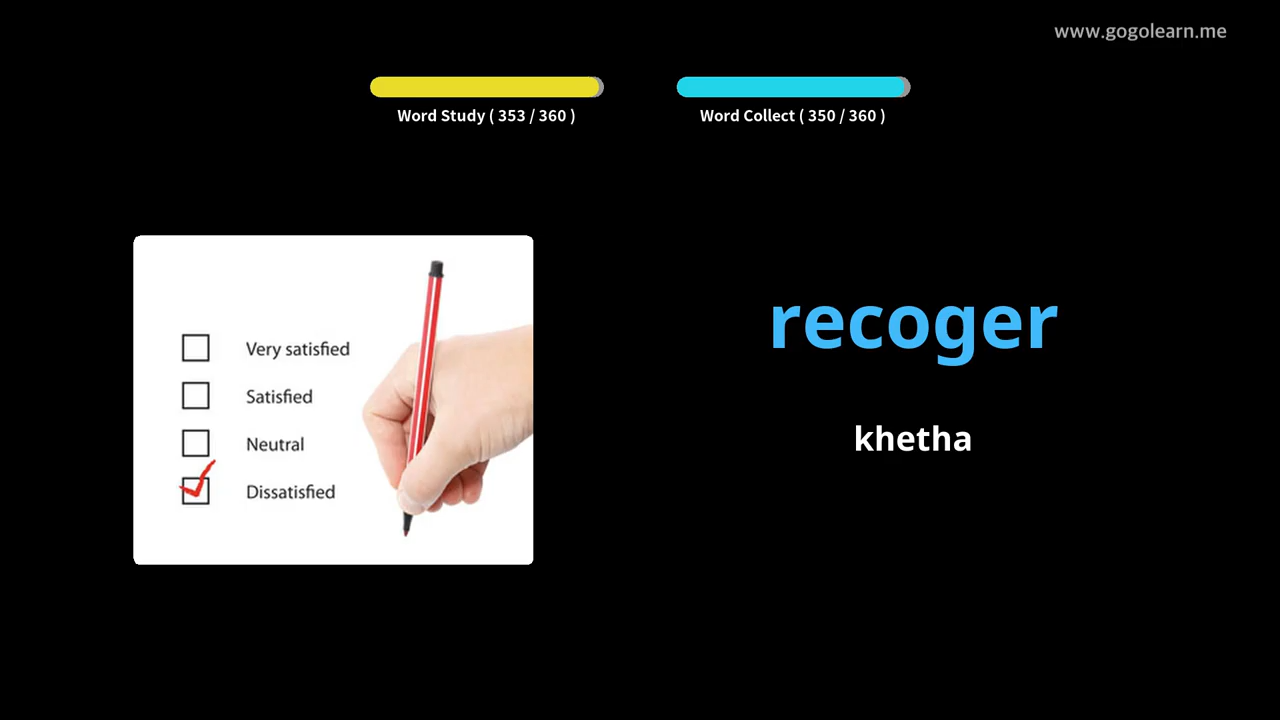 www.gogolearn.me
Word Study ( 353 / 360 )
Word Collect ( 350 / 360 )
Very satisfied
Satisfied
Neutral
Dissatisfied
recoger
khetha